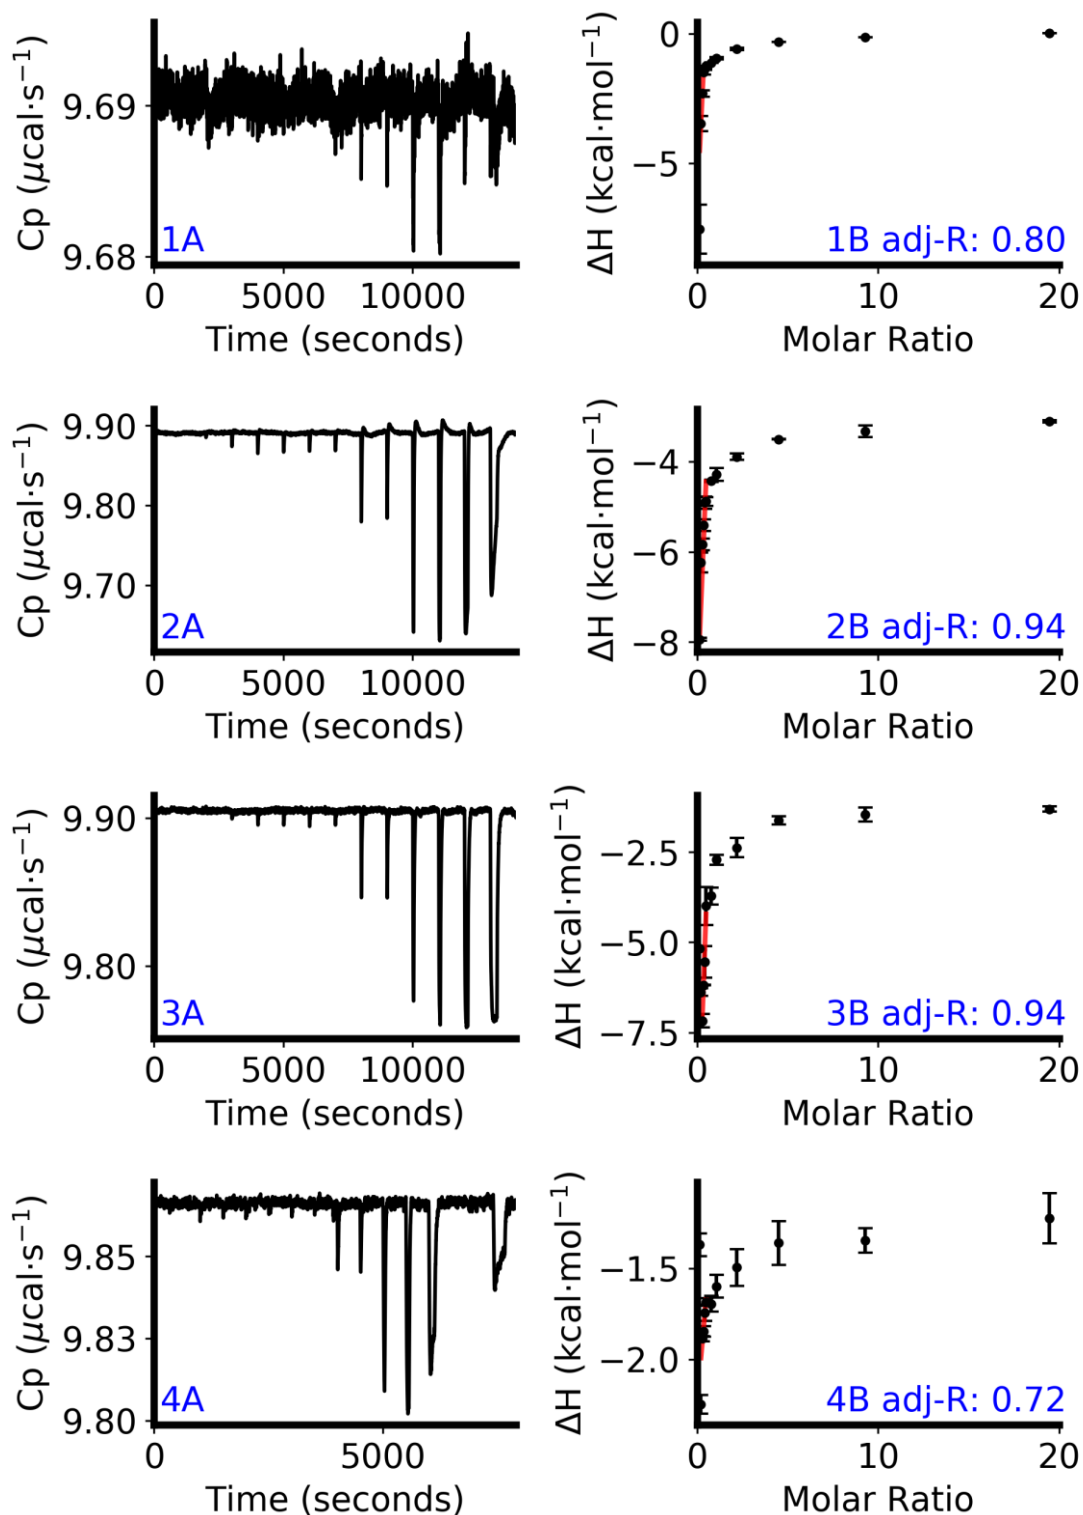 Cp (μcal·s⁻¹)
9.69
9.68
1A
0 5000 10000
Time (seconds)
ΔH (kcal·mol⁻¹)
0
−5
1B adj-R: 0.80
0 10 20
Molar Ratio
Cp (μcal·s⁻¹)
9.90
9.80
9.70
2A
0 5000 10000
Time (seconds)
ΔH (kcal·mol⁻¹)
−4
−6
−8
2B adj-R: 0.94
0 10 20
Molar Ratio
Cp (μcal·s⁻¹)
9.90
9.80
3A
0 5000 10000
Time (seconds)
ΔH (kcal·mol⁻¹)
−2.5
−5.0
−7.5
3B adj-R: 0.94
0 10 20
Molar Ratio
Cp (μcal·s⁻¹)
9.85
9.83
9.80
4A
0 5000
Time (seconds)
ΔH (kcal·mol⁻¹)
−1.5
−2.0
4B adj-R: 0.72
0 10 20
Molar Ratio